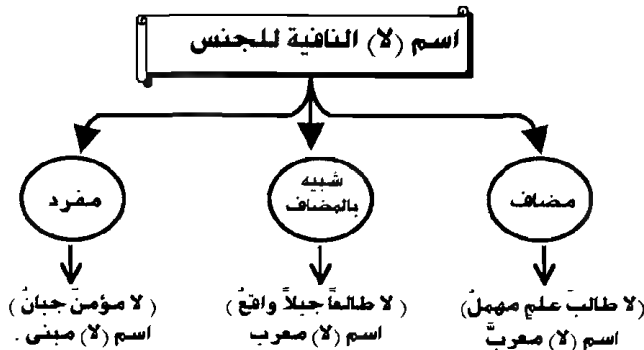 اسم (لا) النافية للجنس
مضاف
شبيه
بالمضاف
مفرد
(لا طالبَ علمٍ مهملٌ)
اسم (لا) معربٌ
(لا طالعاً جبلاً واقعٌ)
اسم (لا) معرب
(لا مؤمنَ جبانٌ)
اسم (لا) مبنى .